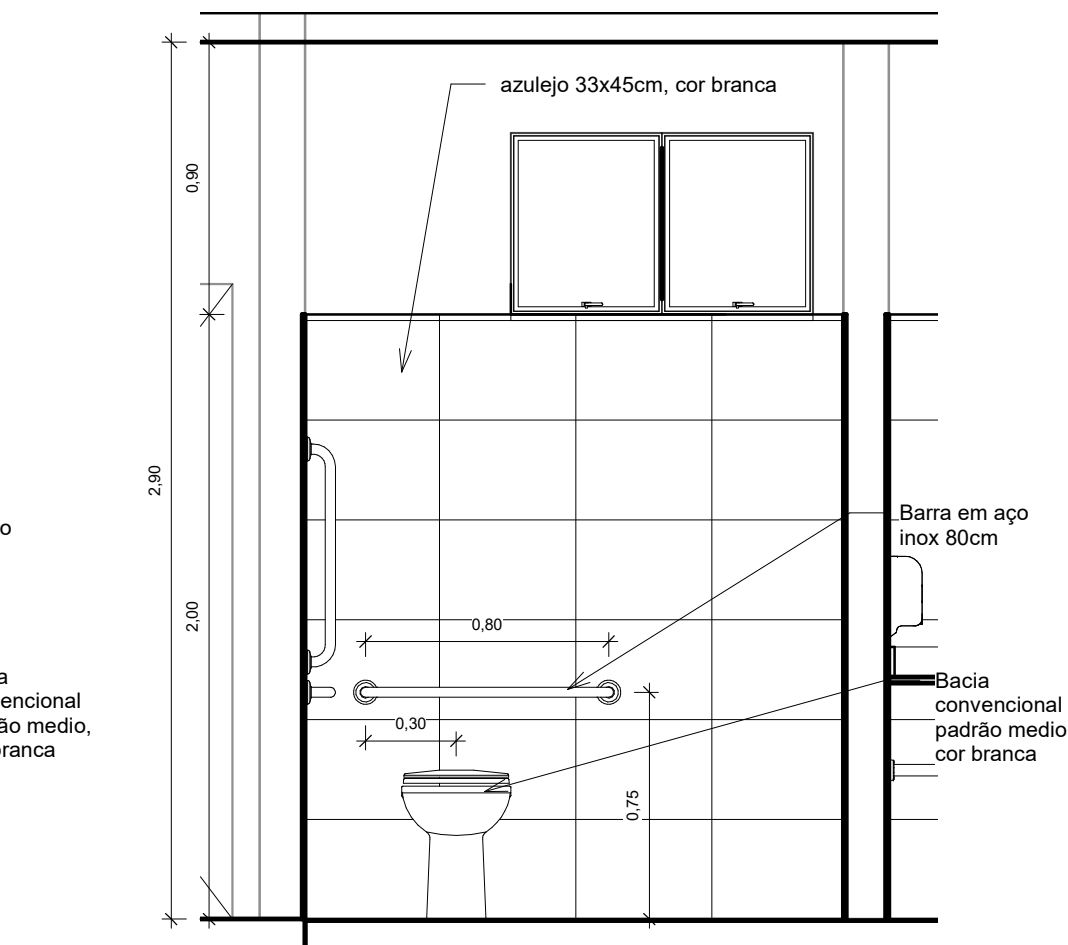 azulejo 33x45cm, cor branca
0,90
2,90
Barra em aço
inox 80cm
o
2,00
0,80
a
encional
ão medio,
ranca
0,30
0,75
Bacia
convencional
padrão medio
cor branca